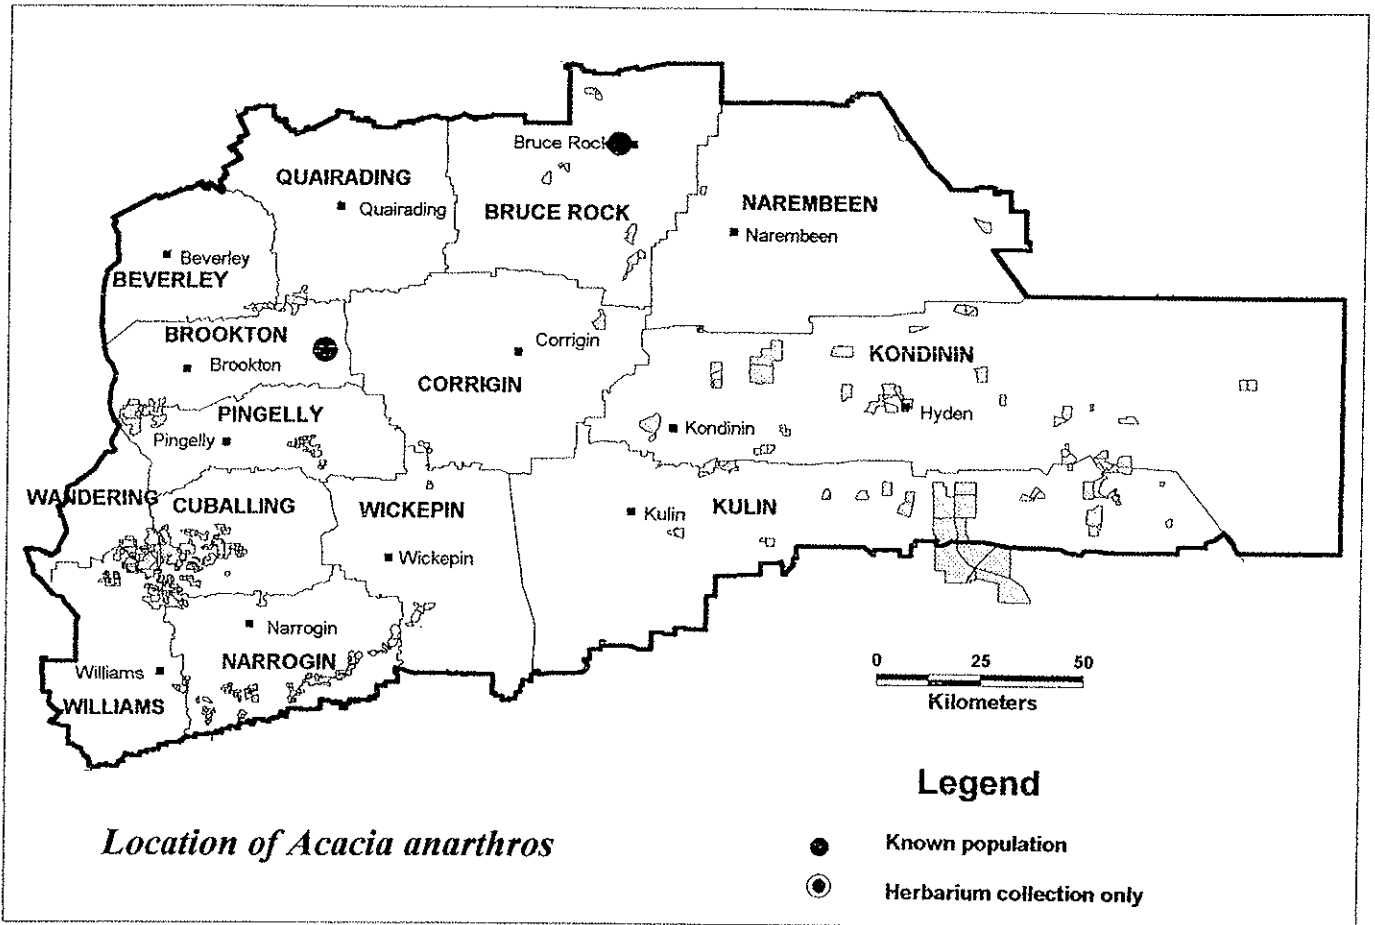 Bruce Rock
QUAIRADING
Quairading
BRUCE ROCK
NAREMBEEN
Narembeen
Beverley
BEVERLEY
BROOKTON
Brookton
Corrigin
CORRIGIN
KONDININ
Hyden
PINGELLY
Pingelly
Kondinin
WANDERING
CUBALLING
WICKEPIN
Wickepin
Kulin
KULIN
Narrogin
NARROGIN
Williams
WILLIAMS
0 25 50
Kilometers
Legend
Location of Acacia anarthros
Known population
Herbarium collection only